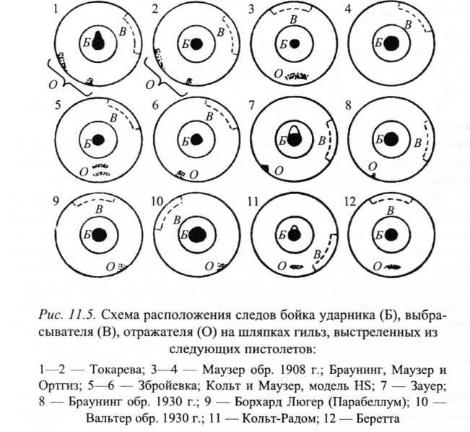 1 2 3 4
Б В Б В Б В Б
О О О
5 6 7 8
Б В Б В Б В Б В
О О О О
9 10 11 12
В В В
Б Б Б В Б
О О О О
Рис. 11.5. Схема расположения следов бойка ударника (Б), выбра-
сывателя (В), отражателя (О) на шляпках гильз, выстреленных из
следующих пистолетов:
1—2 — Токарева; 3—4 — Маузер обр. 1908 г.; Браунинг, Маузер и
Ортгиз; 5—6 — Збройевка; Кольт и Маузер, модель HS; 7 — Зауер;
8 — Браунинг обр. 1930 г.; 9 — Борхард Люгер (Парабеллум); 10 —
Вальтер обр. 1930 г.; 11 — Кольт-Радом; 12 — Беретта